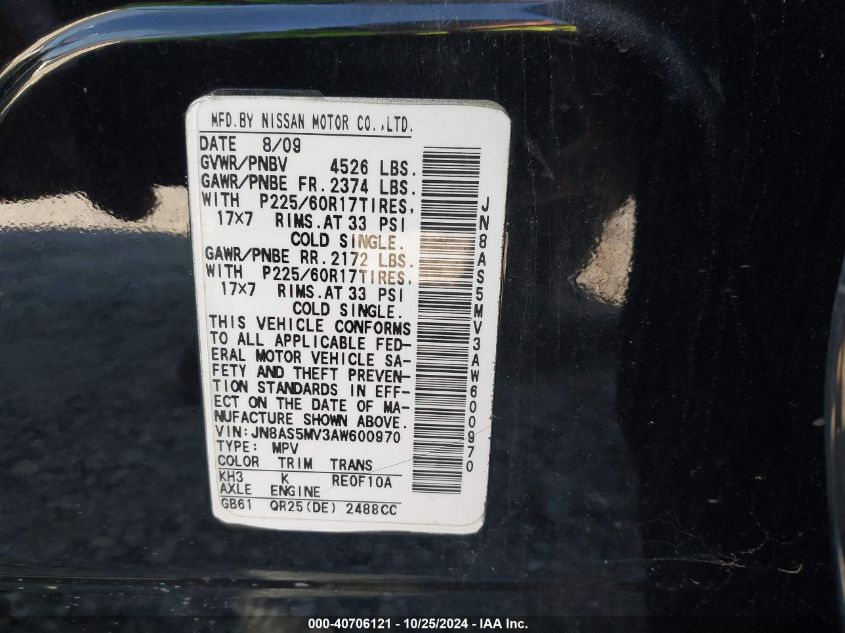 MFD.BY NISSAN MOTOR CO.,LTD.
DATE 8/09
GVWR/PNBV 4526 LBS.
GAWR/PNBE FR. 2374 LBS.
WITH P225/60R17TIRES,
17×7 RIMS.AT 33 PSI
COLD SINGLE.
GAWR/PNBE RR. 2172 LBS.
WITH P225/60R17TIRES,
17×7 RIMS.AT 33 PSI
COLD SINGLE.
THIS VEHICLE CONFORMS
TO ALL APPLICABLE FED-
ERAL MOTOR VEHICLE SA-
FETY AND THEFT PREVEN-
TION STANDARDS IN EFF-
ECT ON THE DATE OF MA-
NUFACTURE SHOWN ABOVE.
VIN:JN8AS5MV3AW600970
TYPE: MPV
COLOR TRIM TRANS
KH3 K RE0F10A
AXLE ENGINE
GB61 QR25(DE) 2488CC
JN8AS5MV3AW600970
000-40706121 - 10/25/2024 - IAA Inc.